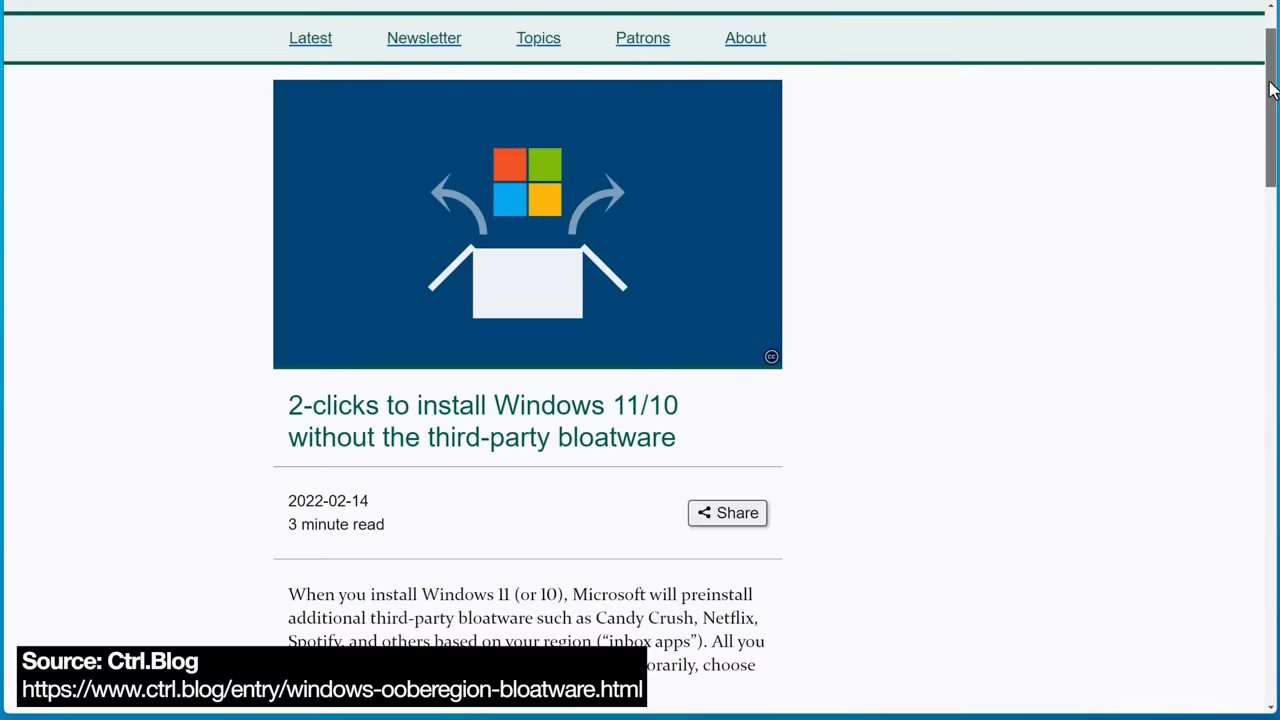 Latest Newsletter Topics Patrons About
cc
2-clicks to install Windows 11/10
without the third-party bloatware
2022-02-14
3 minute read
Share
When you install Windows 11 (or 10), Microsoft will preinstall
additional third-party bloatware such as Candy Crush, Netflix,
Spotify, and others based on your region (“inbox apps”). All you
orarily, choose
Source: Ctrl.Blog
https://www.ctrl.blog/entry/windows-ooberegion-bloatware.html